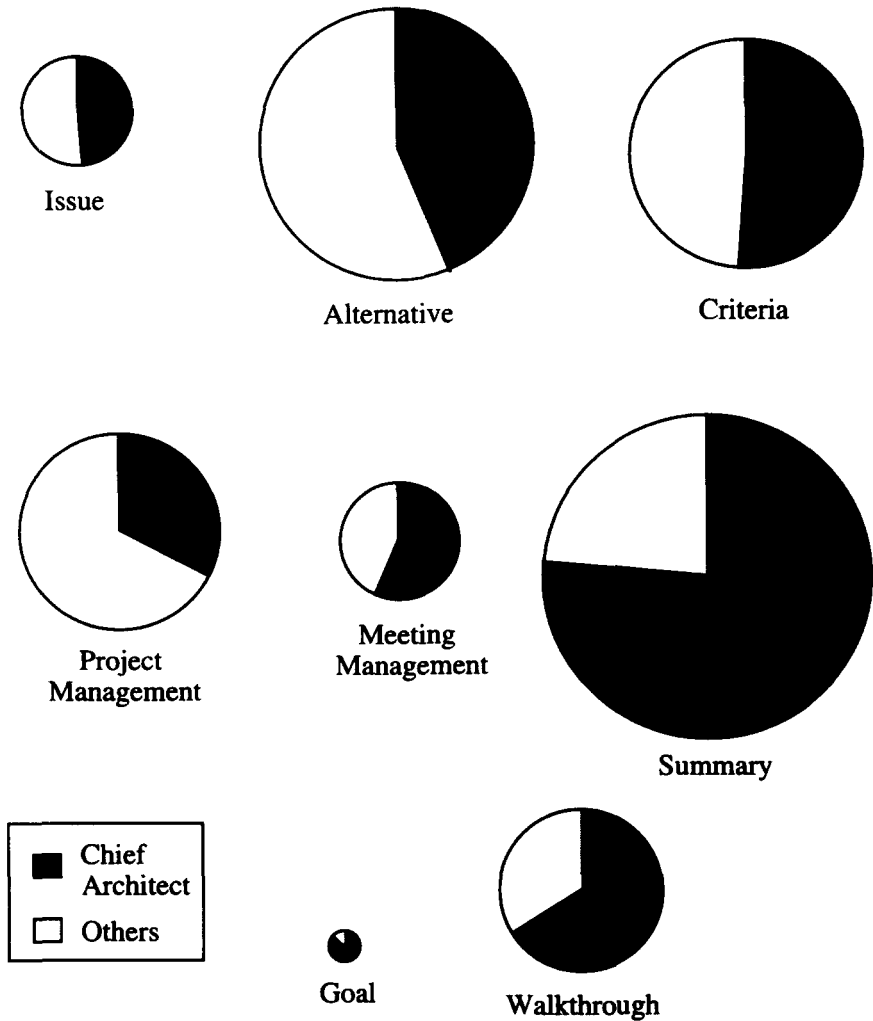 Issue
Alternative
Criteria
Project
Management
Meeting
Management
Summary
Chief
Architect
Others
Goal
Walkthrough